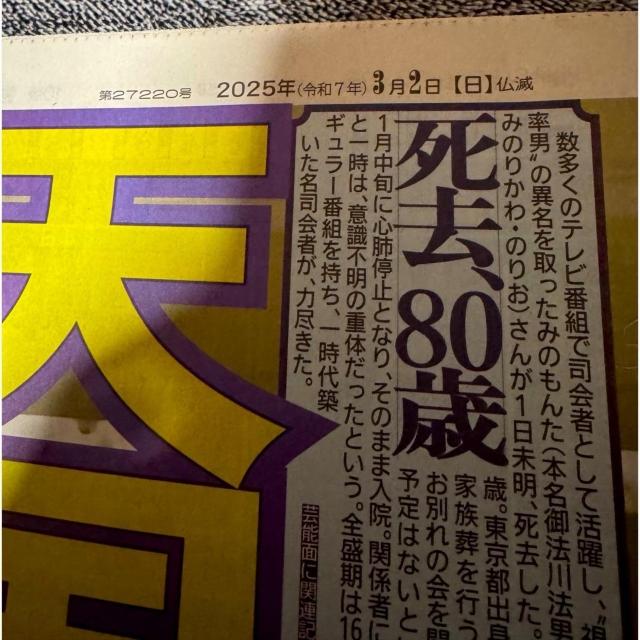 第27220号 2025年(令和7年)3月2日【日】仏滅
死去、80歳
数多くのテレビ番組で司会者として活躍し、〝視
率男〟の異名を取ったみのもんた(本名御法川法男
みのりかわ・のりお)さんが1日未明、死去した。
歳。東京都出身
家族葬を行う
お別れの会を開
予定はないと
1月中旬に心肺停止となり、そのまま入院。関係者に
と一時は、意識不明の重体だったという。全盛期は16
ギュラー番組を持ち、一時代築
いた名司会者が、力尽きた。
芸能面に関連記
天